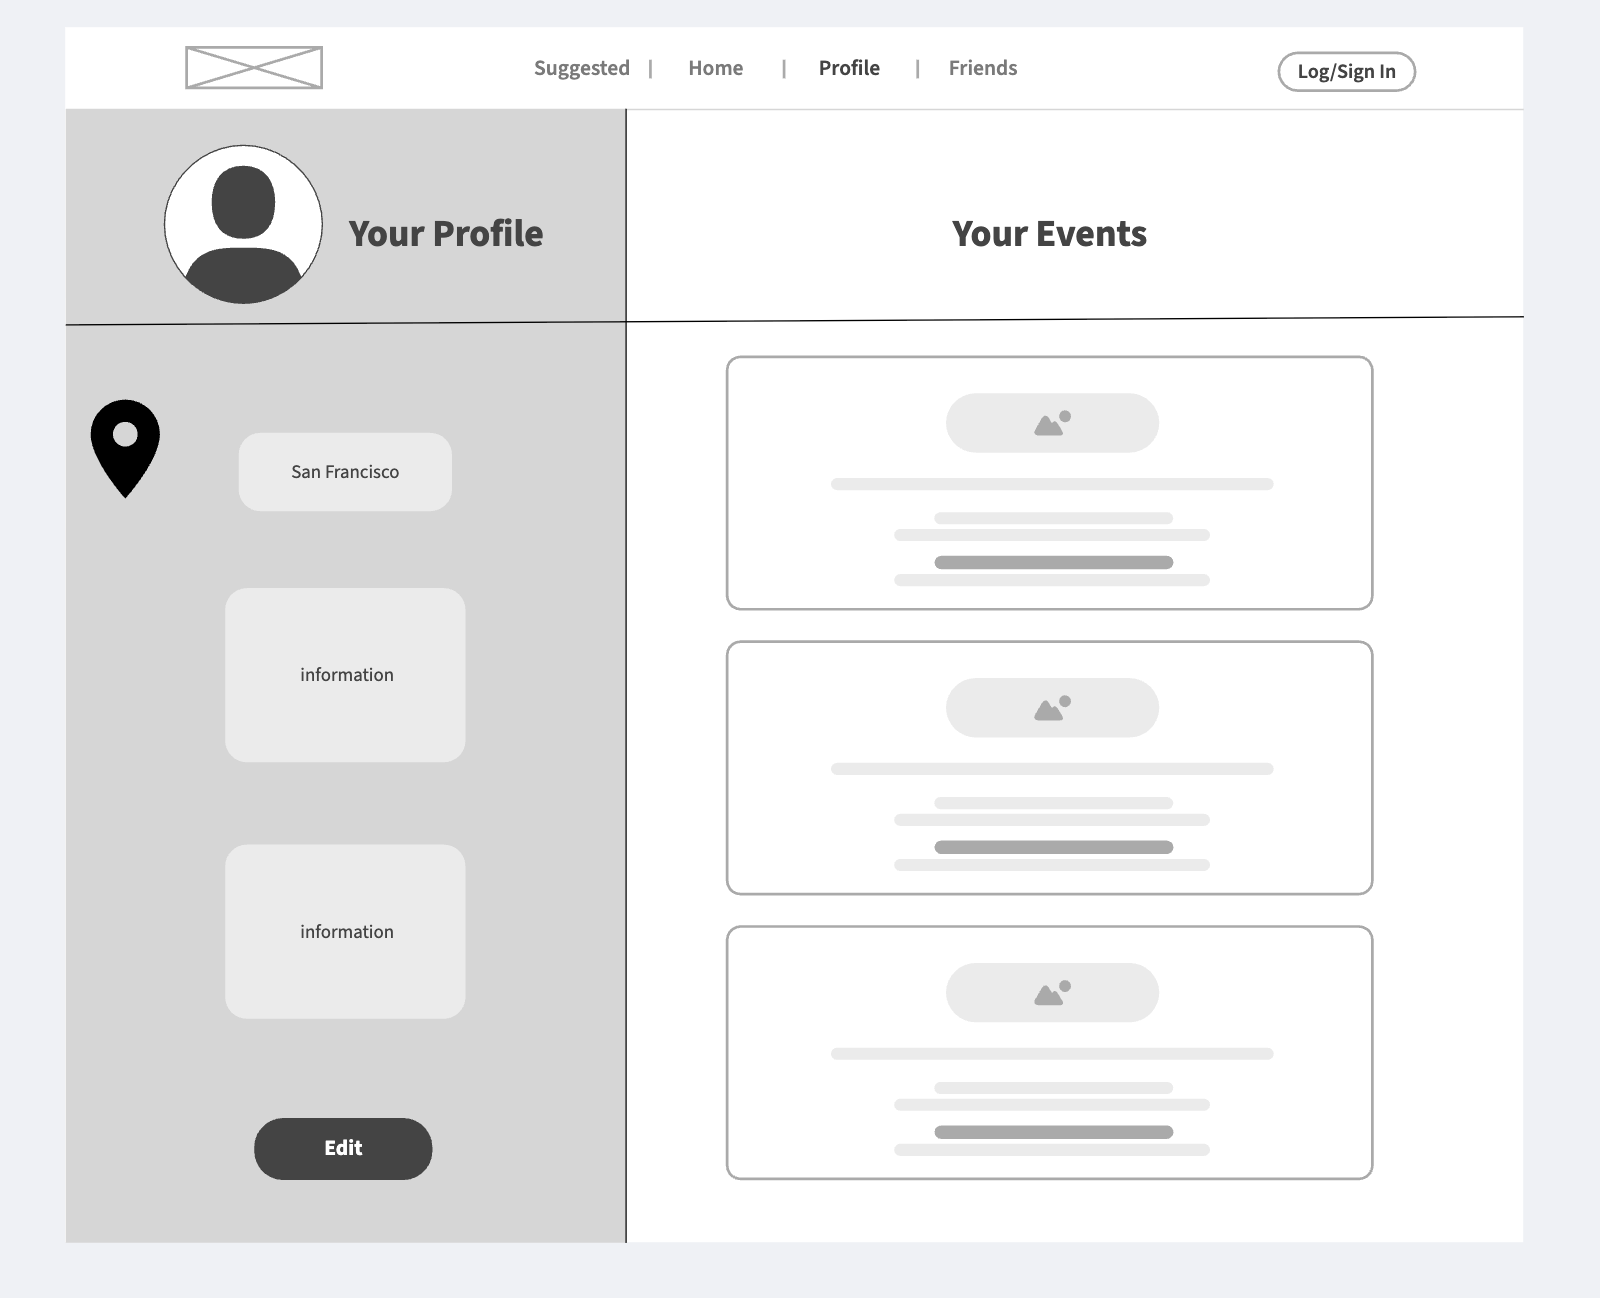 Suggested | Home | Profile | Friends
Log/Sign In
Your Profile
Your Events
San Francisco
information
information
Edit